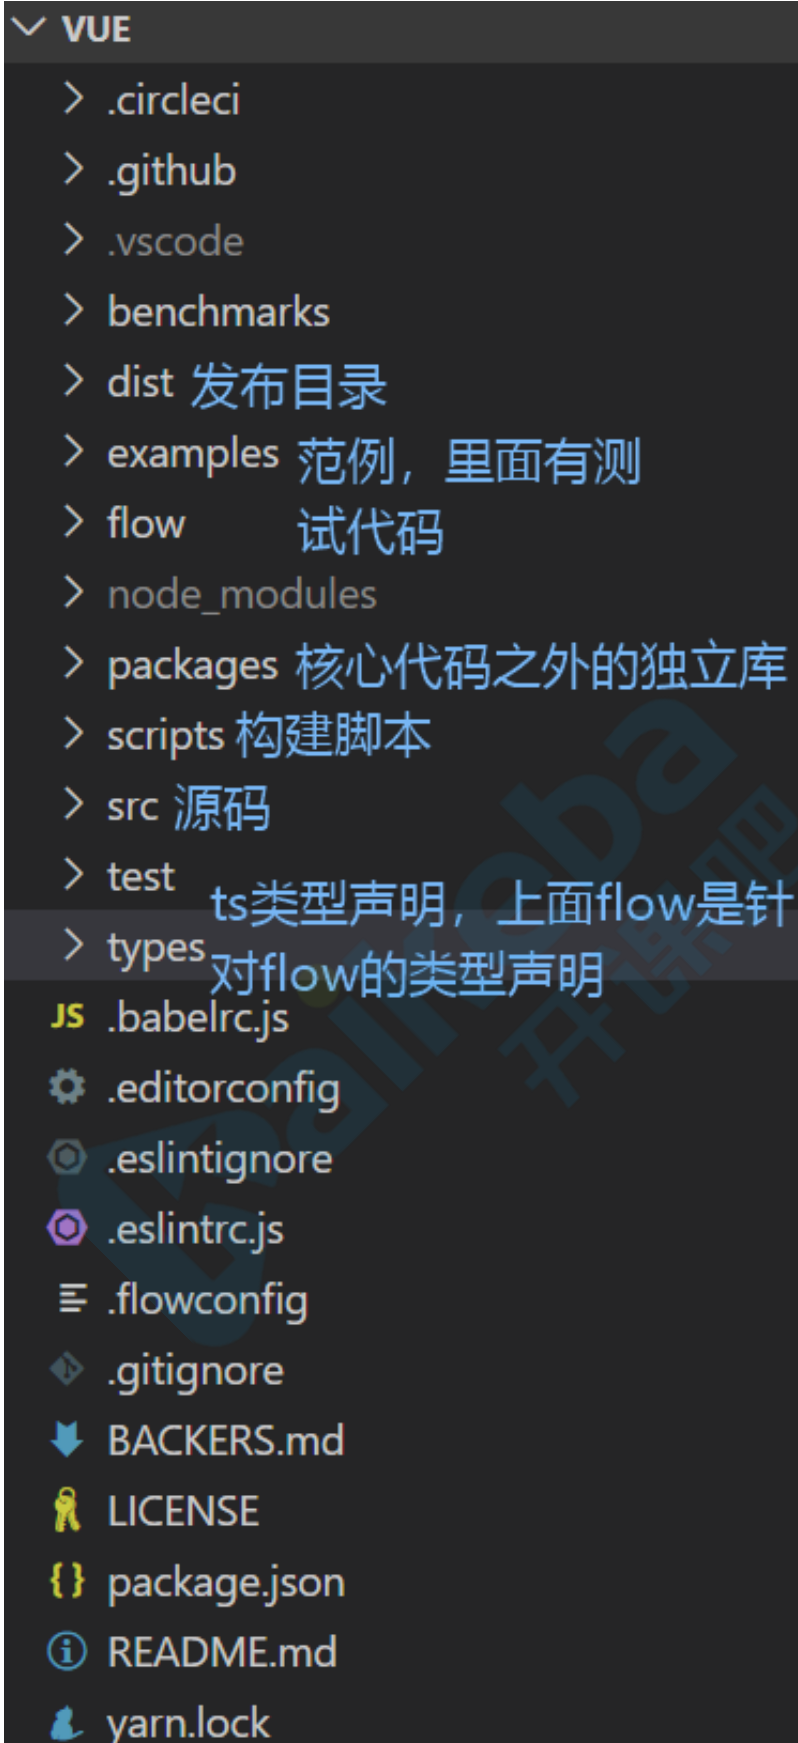 VUE
.circleci
.github
.vscode
benchmarks
dist 发布目录
examples 范例，里面有测
flow 试代码
node_modules
packages 核心代码之外的独立库
scripts 构建脚本
src 源码
test
ts类型声明，上面flow是针
types
对flow的类型声明
JS .babelrc.js
.editorconfig
.eslintignore
.eslintrc.js
.flowconfig
.gitignore
BACKERS.md
LICENSE
{} package.json
README.md
yarn.lock
Kaikeba
开课吧